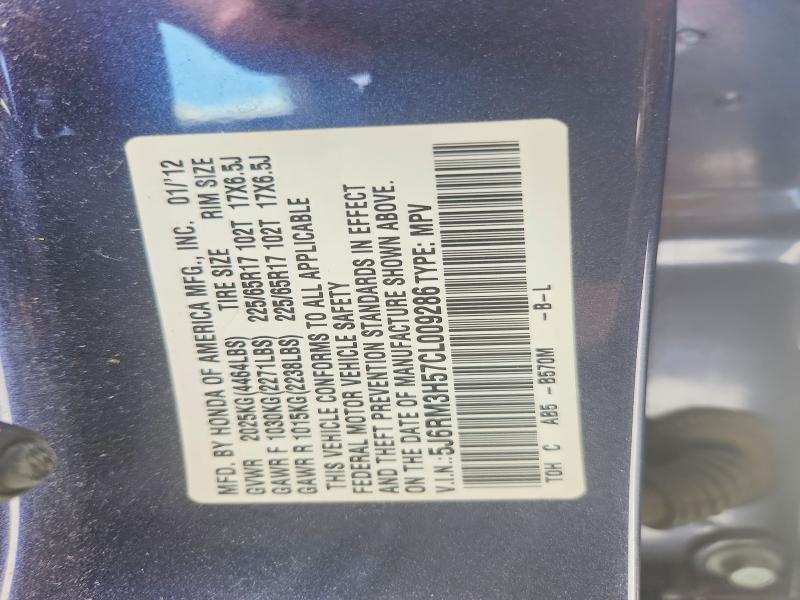 MFD. BY HONDA OF AMERICA MFG., INC. 01/'12
GVWR 2025KG(4464LBS) TIRE SIZE RIM SIZE
GAWR F 1030KG(2271LBS) 225/65R17 102T 17X6.5J
GAWR R 1015KG(2238LBS) 225/65R17 102T 17X6.5J
THIS VEHICLE CONFORMS TO ALL APPLICABLE
FEDERAL MOTOR VEHICLE SAFETY
AND THEFT PREVENTION STANDARDS IN EFFECT
ON THE DATE OF MANUFACTURE SHOWN ABOVE.
V.I.N.:5J6RM3H57CL009286 TYPE: MPV
TOH C AB5 -B570M -B-L